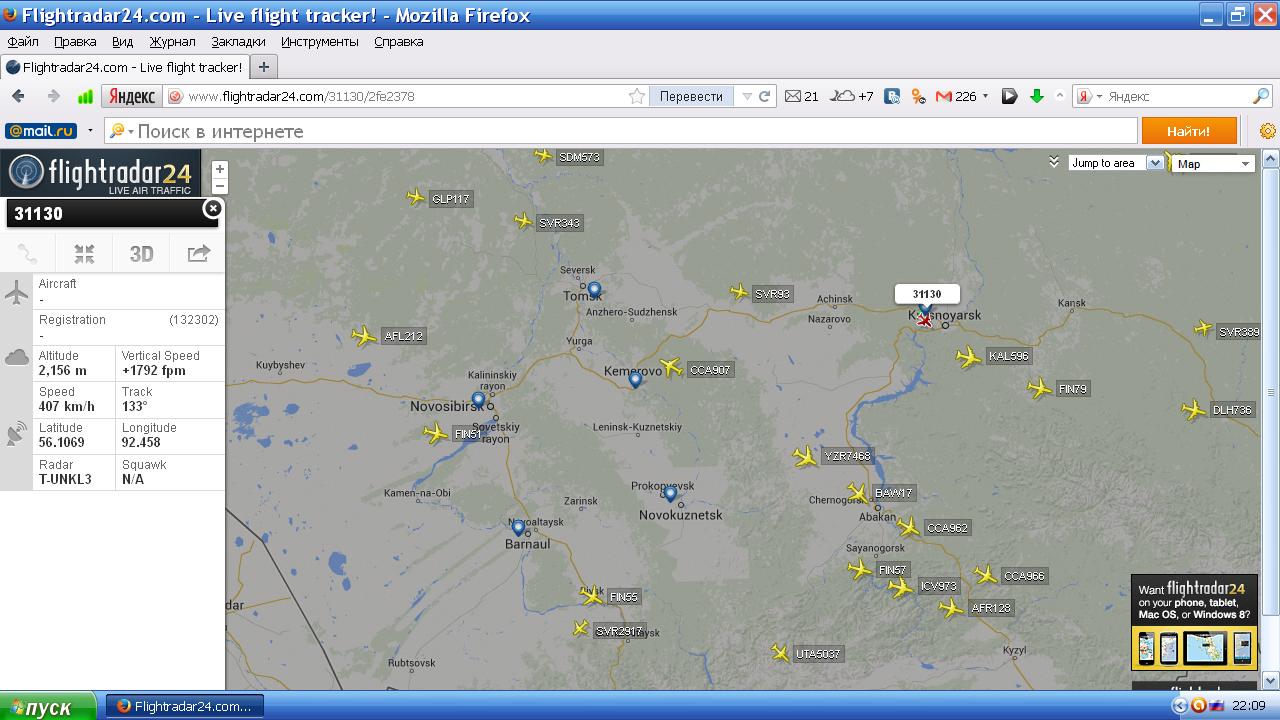 Flightradar24.com - Live flight tracker! - Mozilla Firefox
Файл Правка Вид Журнал Закладки Инструменты Справка
Flightradar24.com - Live flight tracker!
Яндекс www.flightradar24.com/31130/2fe2378 Перевести 21 +7 226 Я Яндекс
@mail.ru Поиск в интернете Найти!
flightradar24
LIVE AIR TRAFFIC
Jump to area Map
31130
3D
Aircraft
-
Registration (132302)
-
Altitude Vertical Speed
2,156 m +1792 fpm
Speed Track
407 km/h 133°
Latitude Longitude
56.1069 92.458
Radar Squawk
T-UNKL3 N/A
SDM573
GLP117
SVR343
Seversk
Tomsk
SVR93
31130
Achinsk
Kansk
Anzhero-Sudzhensk
Nazarovo
Krasnoyarsk
AFL212
SVR389
Yurga
KAL596
Kuybyshev
Kemerovo
CCA907
Kalininskiy
rayon
FIN79
Novosibirsk
DLH736
Sovetskiy
rayon
FIN51
Leninsk-Kuznetskiy
YZR7468
Prokopyevsk
Kamen-na-Obi
Zarinsk
Chernogorsk
BAW17
Novokuznetsk
Abakan
Novoaltaysk
CCA962
Barnaul
Sayanogorsk
FIN57
CCA966
ICV973
Biysk
FIN55
AFR128
SVR2917
Kyzyl
UTA5037
Rubtsovsk
Want flightradar24
on your phone, tablet,
Mac OS, or Windows 8?
пуск Flightradar24.com... 22:09